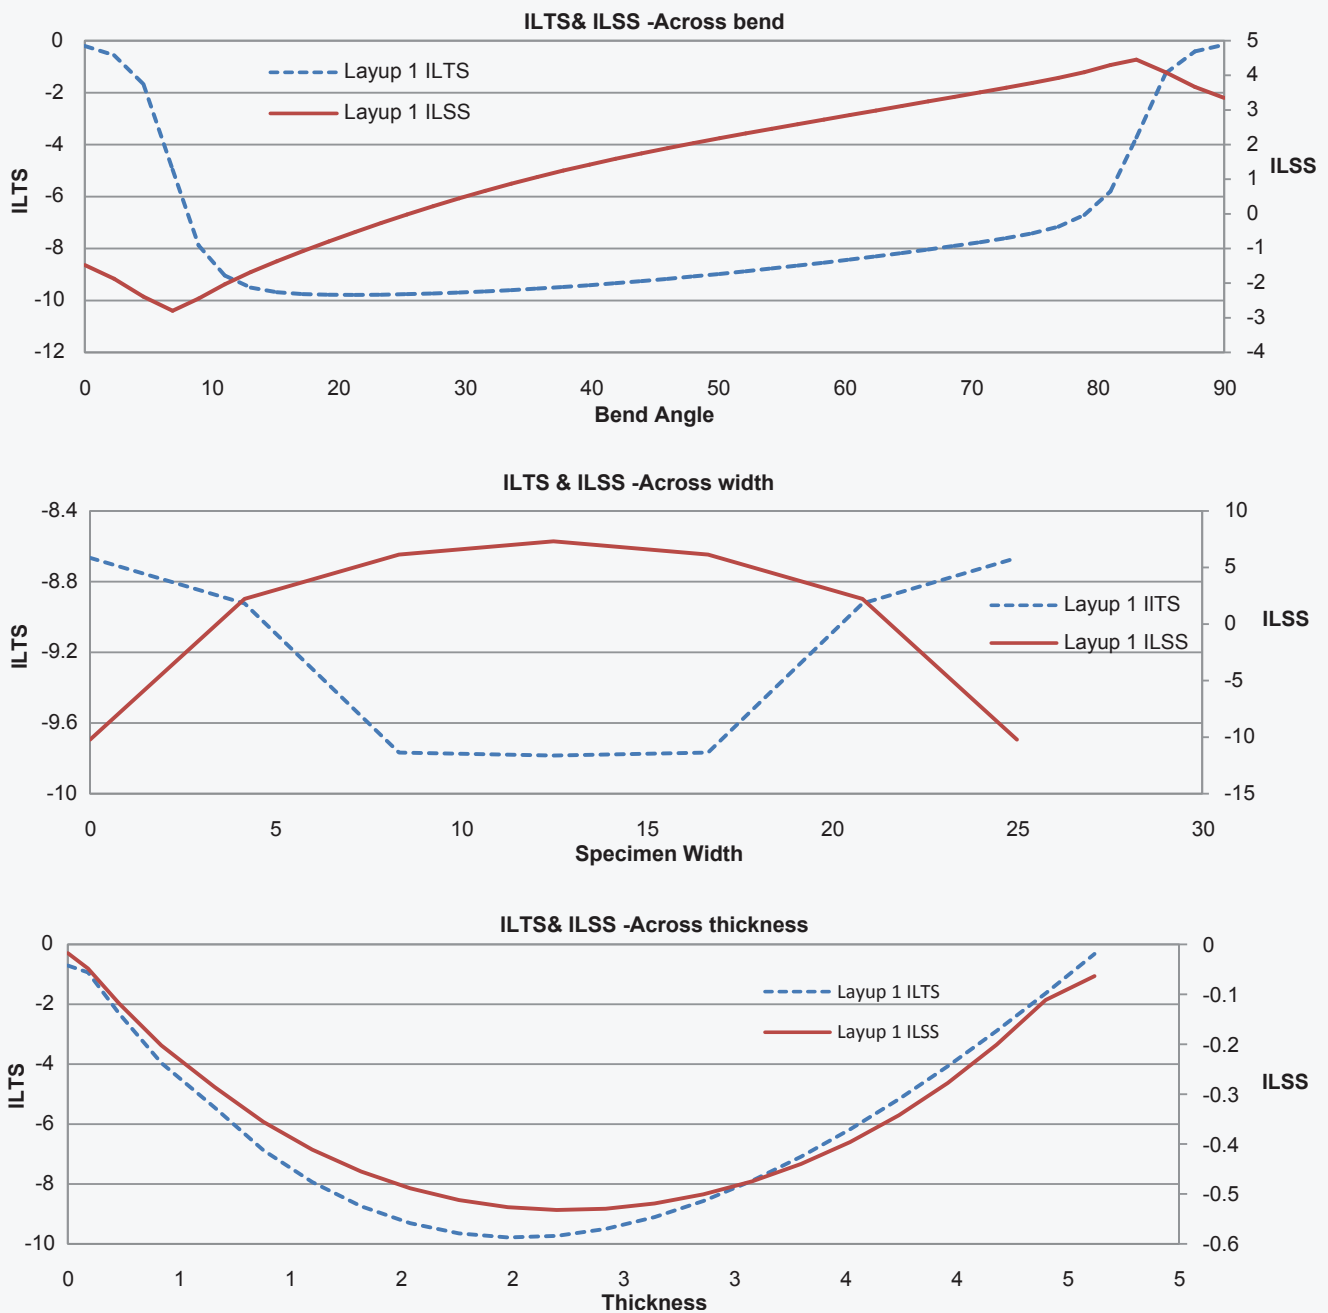 ILTS& ILSS -Across bend
0
-2
-4
-6
-8
-10
-12
ILTS
Layup 1 ILTS
Layup 1 ILSS
5
4
3
2
1
0
-1
-2
-3
-4
ILSS
0 10 20 30 40 50 60 70 80 90
Bend Angle
ILTS & ILSS -Across width
-8.4
-8.8
-9.2
-9.6
-10
ILTS
Layup 1 IITS
Layup 1 ILSS
10
5
0
-5
-10
-15
ILSS
0 5 10 15 20 25 30
Specimen Width
ILTS& ILSS -Across thickness
0
-2
-4
-6
-8
-10
ILTS
Layup 1 ILTS
Layup 1 ILSS
0
-0.1
-0.2
-0.3
-0.4
-0.5
-0.6
ILSS
0 1 1 2 2 3 3 4 4 5 5
Thickness